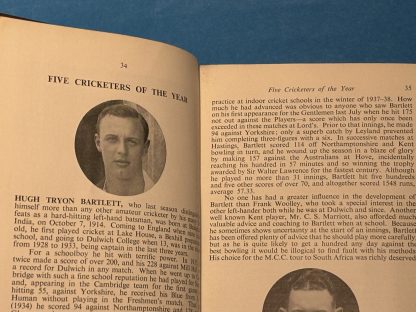 34
FIVE CRICKETERS OF THE YEAR
HUGH TRYON BARTLETT, who last season
himself more than any other amateur cricketer by
feats as a hard-hitting left-hand batsman, was born at
India, on October 7, 1914. Coming to England when
old, he first played cricket at Lake House School,
school, and going to Dulwich College when 13, was in the
from 1928 to 1933, being captain in the last three years.
For a schoolboy he hit with terrific power. It
twice made a score of over 200, and his 228 against Mill
a record for Dulwich in any match. When he went up
bridge with such a fine school reputation he had played for
and, appearing in the Cambridge team for the first
hitting 55, against Yorkshire, he received his Blue from
Human without playing in the Freshmen's match. The
(1934) he scored 94 against Northamptonshire and
Five Cricketers of the Year 35
practice at indoor cricket schools in the winter of 1937-38. How
much he had advanced was obvious to anyone who saw Bartlett
on his first appearance for the Gentlemen last July when he hit 175
not out against the Players—a score which has only once been
exceeded in these matches at Lord's. Prior to that innings, he made
94 against Yorkshire; only a superb catch by Leyland prevented
him completing three-figures with a six. In successive matches at
Hastings, Bartlett scored 114 off Northamptonshire and Kent
bowling in turn, and he wound up the season in a blaze of glory
by making 157 against the Australians at Hove, incidentally
reaching his hundred in 57 minutes and so winning the trophy
awarded by Sir Walter Lawrence for the fastest century. Although
he played no more than 31 innings, Bartlett hit five hundreds
and five other scores of over 70, and altogether scored 1548 runs,
average 57.33.
No one has had a greater influence in the development of
Bartlett than Frank Woolley, who took a special interest in the
other left-hander both while he was at Dulwich and since. Another
well known Kent player, Mr. C. S. Marriott, also afforded most
valuable advice and coaching to Bartlett when at school. Because
he sometimes shows uncertainty at the start of an innings, Bartlett
has been offered plenty of advice that he should play more carefully
but as he is quite likely to get a hundred any day against the
best bowling it would be illogical to find fault with his methods
His choice for the M.C.C. tour to South Africa was richly deserved